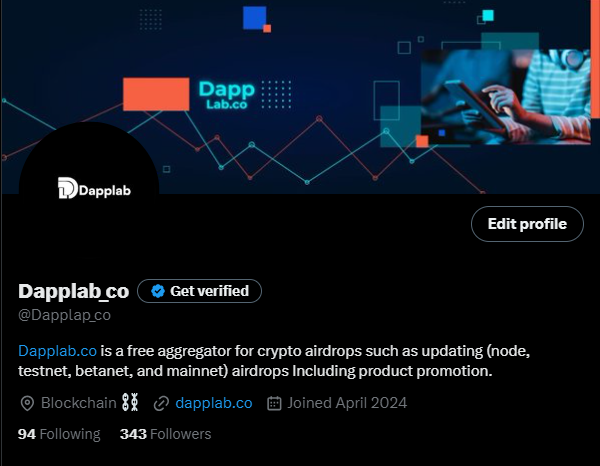 Dapp
Lab.co
Dapplab
Edit profile
Dapplab_co Get verified
@Dapplap_co
Dapplab.co is a free aggregator for crypto airdrops such as updating (node,
testnet, betanet, and mainnet) airdrops Including product promotion.
Blockchain ⛓ dapplab.co Joined April 2024
94 Following 343 Followers